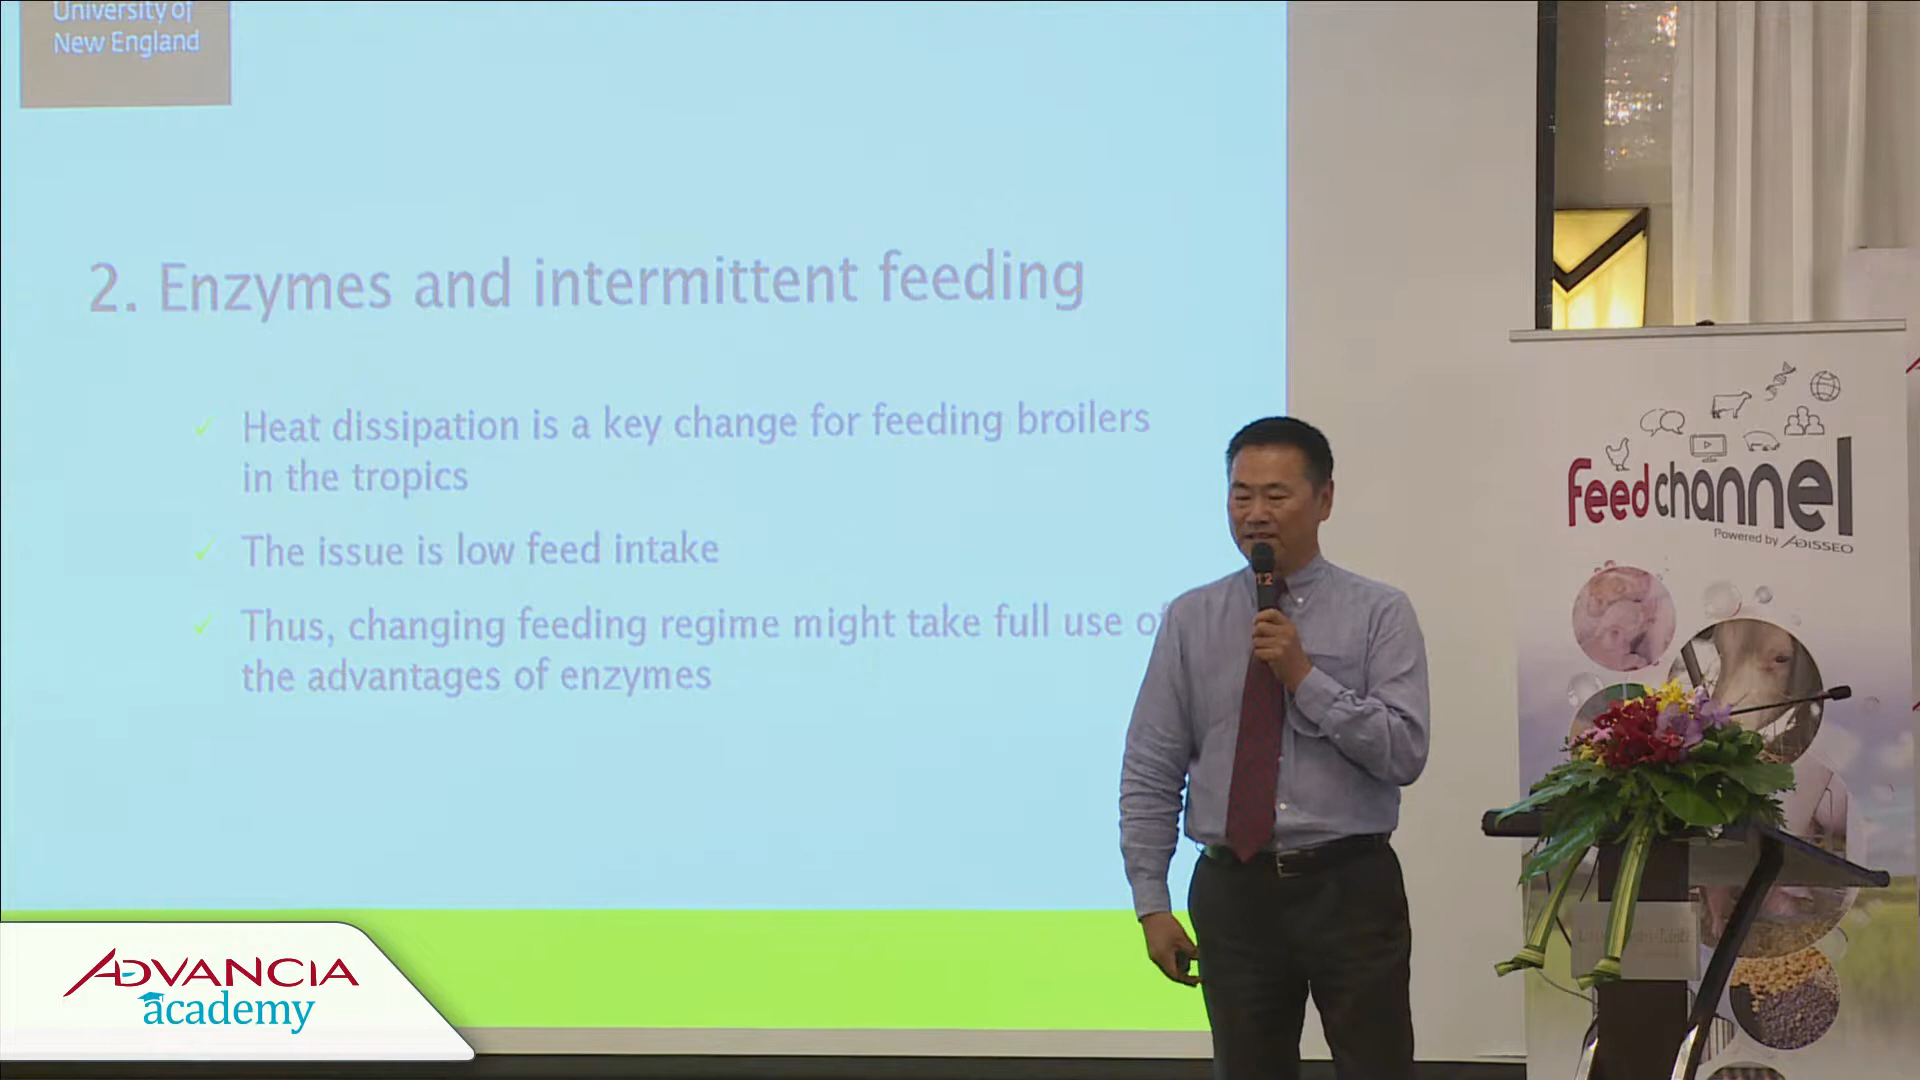 University of
New England
2. Enzymes and intermittent feeding
✓ Heat dissipation is a key change for feeding broilers
in the tropics
✓ The issue is low feed intake
✓ Thus, changing feeding regime might take full use of
the advantages of enzymes
12
feedchannel
Powered by ADISSEO
ADVANCIA
academy